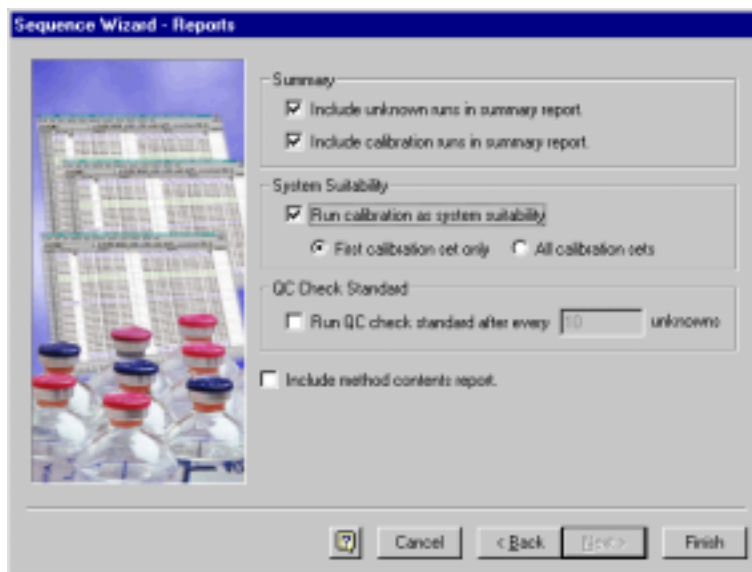 Sequence Wizard - Reports
Summary
Include unknown runs in summary report.
Include calibration runs in summary report.
System Suitability
Run calibration as system suitability
First calibration set only All calibration sets
QC Check Standard
Run QC check standard after every 10 unknowns
Include method contents report.
Cancel < Back Next > Finish